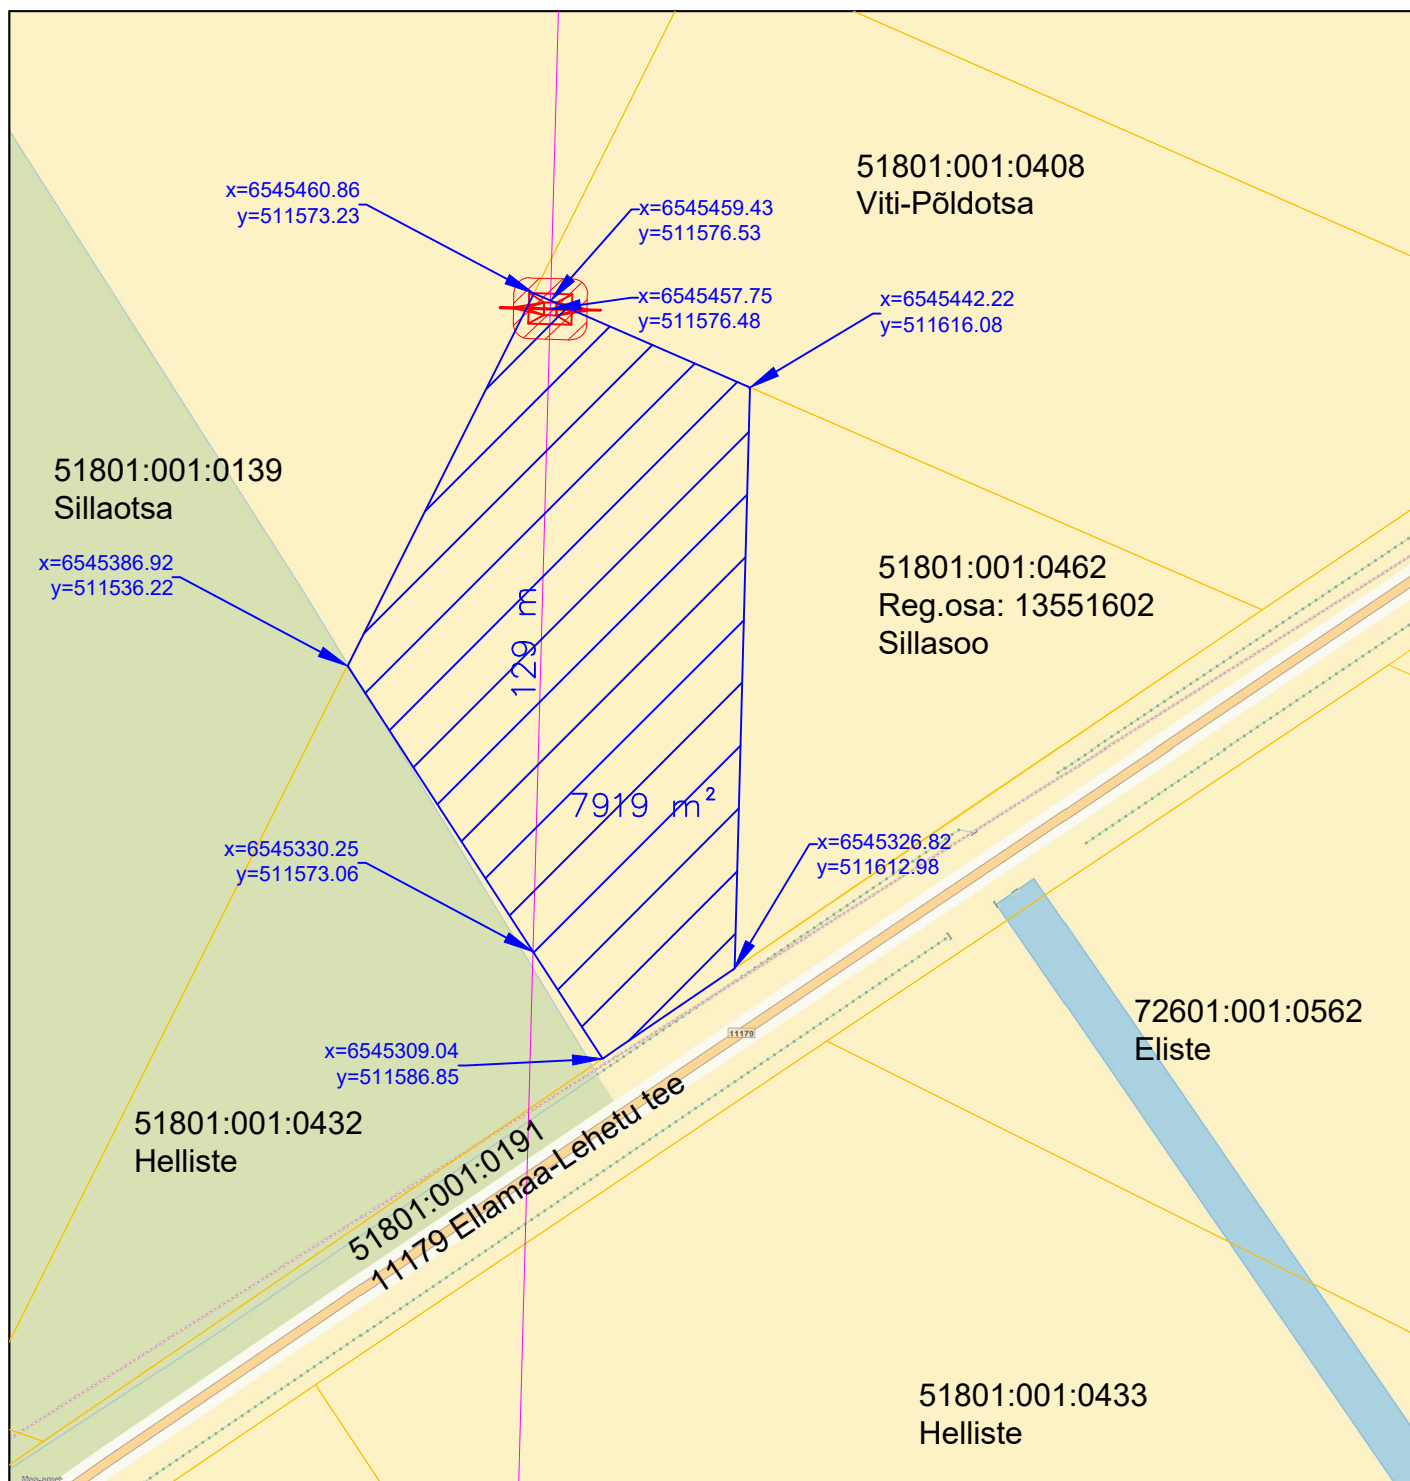 51801:001:0408
Viti-Põldotsa
x=6545460.86
y=511573.23
x=6545459.43
y=511576.53
x=6545457.75
y=511576.48
x=6545442.22
y=511616.08
51801:001:0139
Sillaotsa
x=6545386.92
y=511536.22
51801:001:0462
Reg.osa: 13551602
Sillasoo
129 m
7919 m²
x=6545330.25
y=511573.06
x=6545326.82
y=511612.98
72601:001:0562
Eliste
11179
x=6545309.04
y=511586.85
51801:001:0432
Helliste
51801:001:0191
11179 Ellamaa-Lehetu tee
51801:001:0433
Helliste
Maa-amet